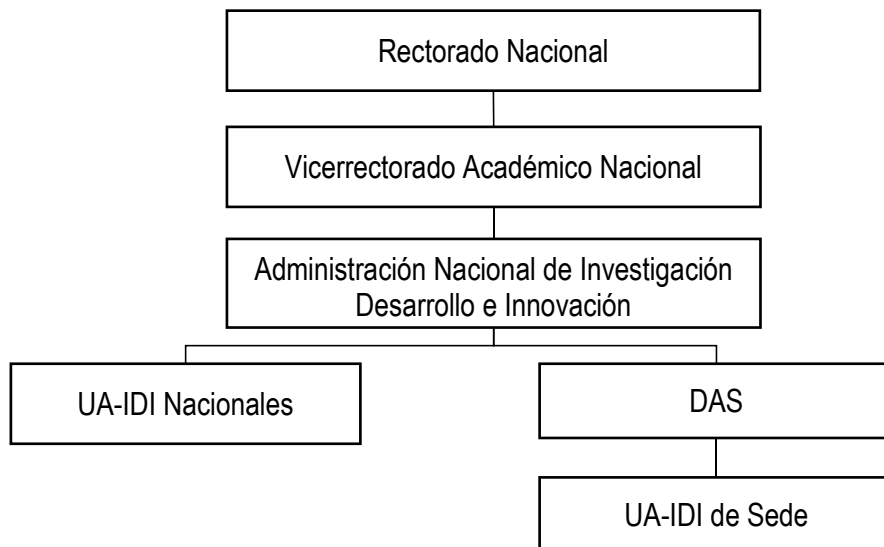 Rectorado Nacional
Vicerrectorado Académico Nacional
Administración Nacional de Investigación
Desarrollo e Innovación
UA-IDI Nacionales
DAS
UA-IDI de Sede